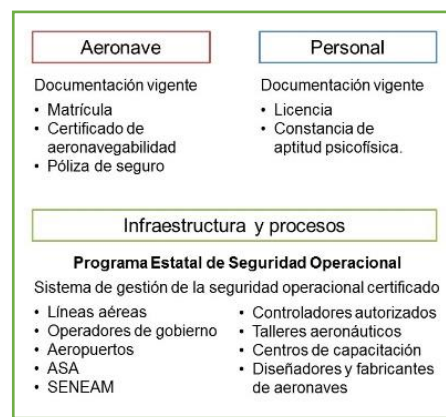 Aeronave
Documentación vigente
• Matrícula
• Certificado de
aeronavegabilidad
• Póliza de seguro
Personal
Documentación vigente
• Licencia
• Constancia de
aptitud psicofísica.
Infraestructura y procesos
Programa Estatal de Seguridad Operacional
Sistema de gestión de la seguridad operacional certificado
• Líneas aéreas
• Operadores de gobierno
• Aeropuertos
• ASA
• SENEAM
• Controladores autorizados
• Talleres aeronáuticos
• Centros de capacitación
• Diseñadores y fabricantes
de aeronaves